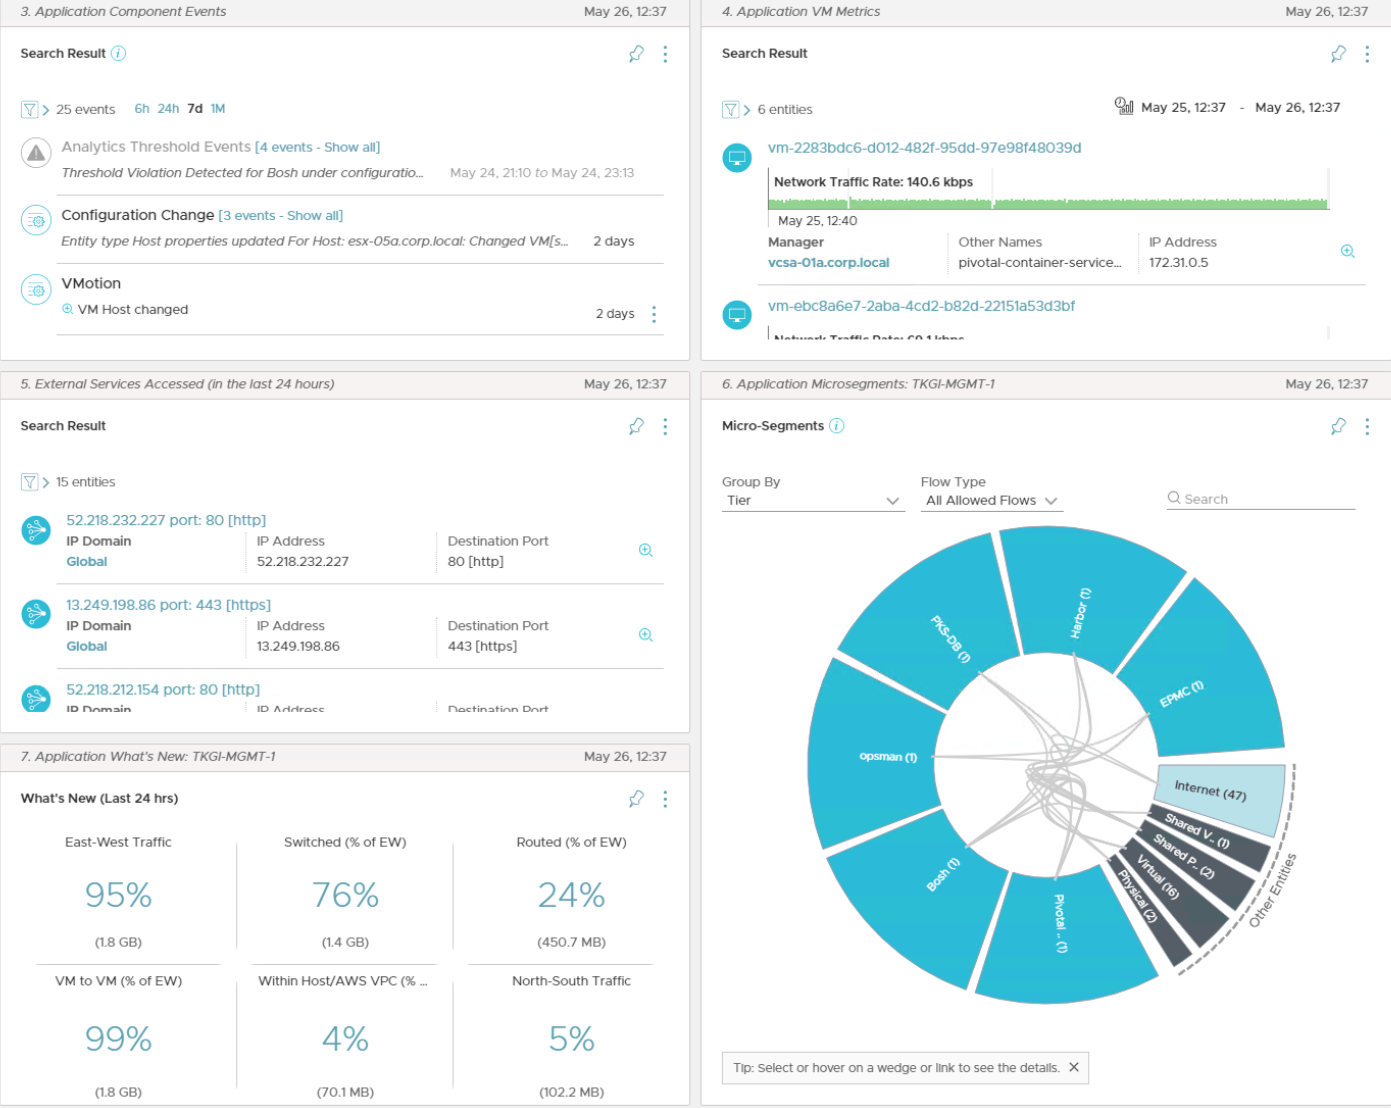 3. Application Component Events
May 26, 12:37
Search Result
25 events 6h 24h 7d 1M
Analytics Threshold Events [4 events - Show all]
Threshold Violation Detected for Bosh under configuratio... May 24, 21:10 to May 24, 23:13
Configuration Change [3 events - Show all]
Entity type Host properties updated For Host: esx-05a.corp.local: Changed VM[s... 2 days
VMotion
VM Host changed
2 days
4. Application VM Metrics
May 26, 12:37
Search Result
6 entities
May 25, 12:37 - May 26, 12:37
vm-2283bdc6-d012-482f-95dd-97e98f48039d
Network Traffic Rate: 140.6 kbps
May 25, 12:40
Manager Other Names IP Address
vcsa-01a.corp.local pivotal-container-service... 172.31.0.5
vm-ebc8a6e7-2aba-4cd2-b82d-22151a53d3bf
Network Traffic Rate: 60.1 kbps
5. External Services Accessed (in the last 24 hours)
May 26, 12:37
Search Result
15 entities
52.218.232.227 port: 80 [http]
IP Domain IP Address Destination Port
Global 52.218.232.227 80 [http]
13.249.198.86 port: 443 [https]
IP Domain IP Address Destination Port
Global 13.249.198.86 443 [https]
52.218.212.154 port: 80 [http]
IP Domain IP Address Destination Port
6. Application Microsegments: TKGI-MGMT-1
May 26, 12:37
Micro-Segments
Group By
Tier
Flow Type
All Allowed Flows
Search
Harbor (1)
EPMC (1)
Internet (47)
Shared V.. (1)
Shared P.. (2)
Virtual (16)
Physical (2)
Other Entities
Pivotal .. (1)
Bosh (1)
opsman (1)
PKS-DB (1)
Tip: Select or hover on a wedge or link to see the details.
7. Application What's New: TKGI-MGMT-1
May 26, 12:37
What's New (Last 24 hrs)
East-West Traffic Switched (% of EW) Routed (% of EW)
95% 76% 24%
(1.8 GB) (1.4 GB) (450.7 MB)
VM to VM (% of EW) Within Host/AWS VPC (% ... North-South Traffic
99% 4% 5%
(1.8 GB) (70.1 MB) (102.2 MB)